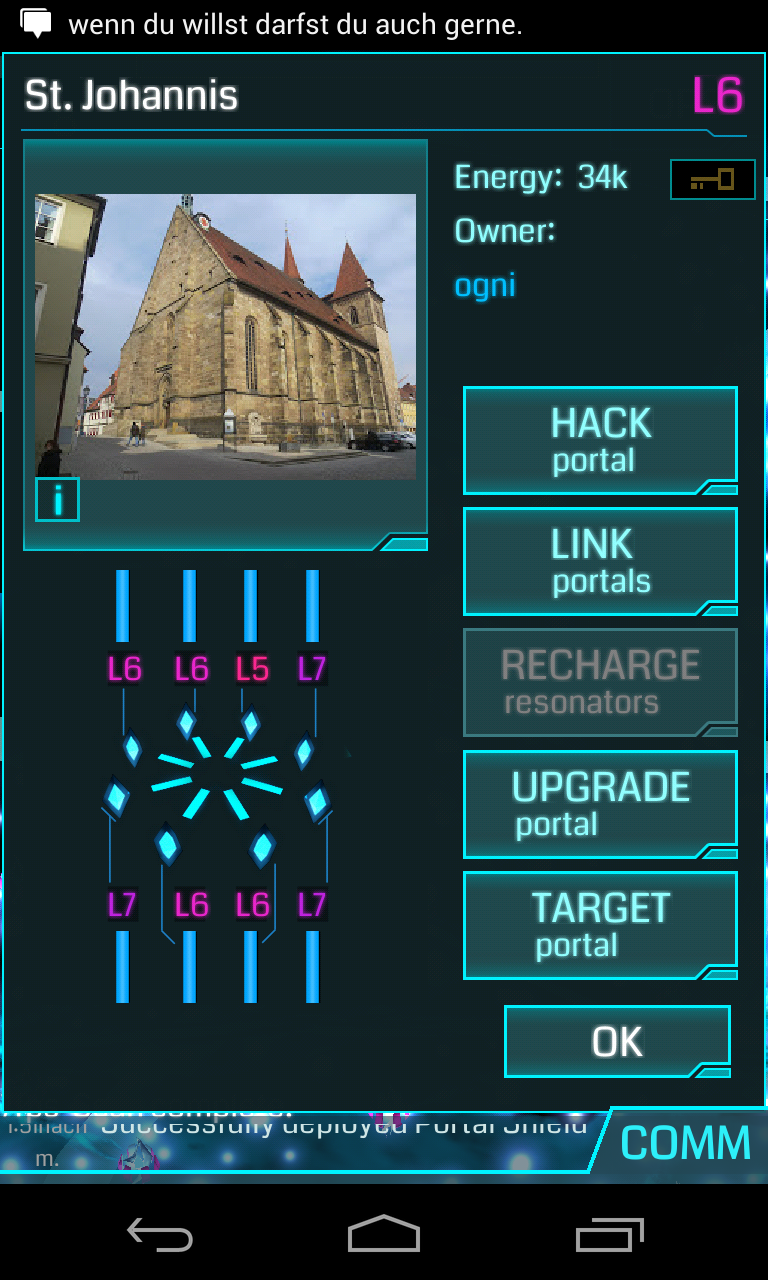 wenn du willst darfst du auch gerne.
St. Johannis
L6
Energy: 34k
Owner:
ogni
i
HACK
portal
LINK
portals
RECHARGE
resonators
UPGRADE
portal
TARGET
portal
OK
L6 L6 L5 L7
L7 L6 L6 L7
Successfully deployed Portal Shield
m.
COMM